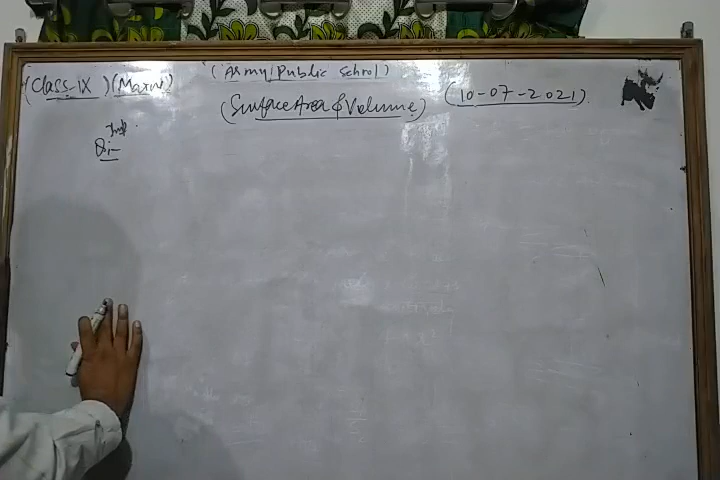 (Army Public School)
(Class-IX) (Maths)
(Surface Area & Volume)
(10-07-2021)
Q:-